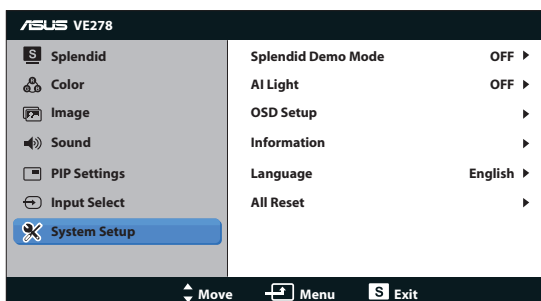 ASUS VE278
S Splendid
Color
Image
Sound
PIP Settings
Input Select
System Setup
Splendid Demo Mode OFF
AI Light OFF
OSD Setup
Information
Language English
All Reset
Move Menu S Exit